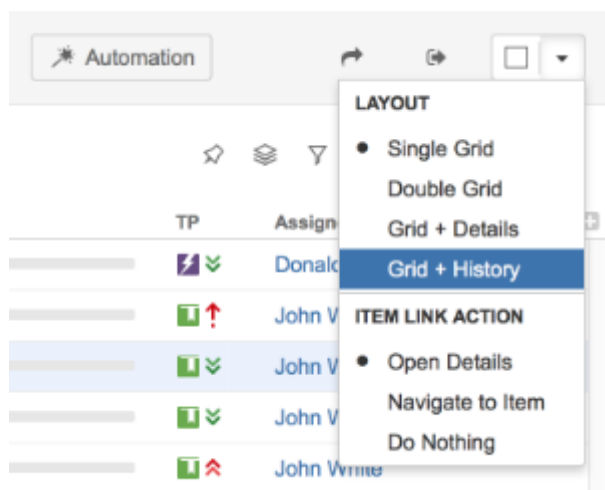 Automation
LAYOUT
Single Grid
Double Grid
TP Assign
Grid + Details
Donald
Grid + History
John W
ITEM LINK ACTION
John W
Open Details
Navigate to Item
John W
Do Nothing
John White